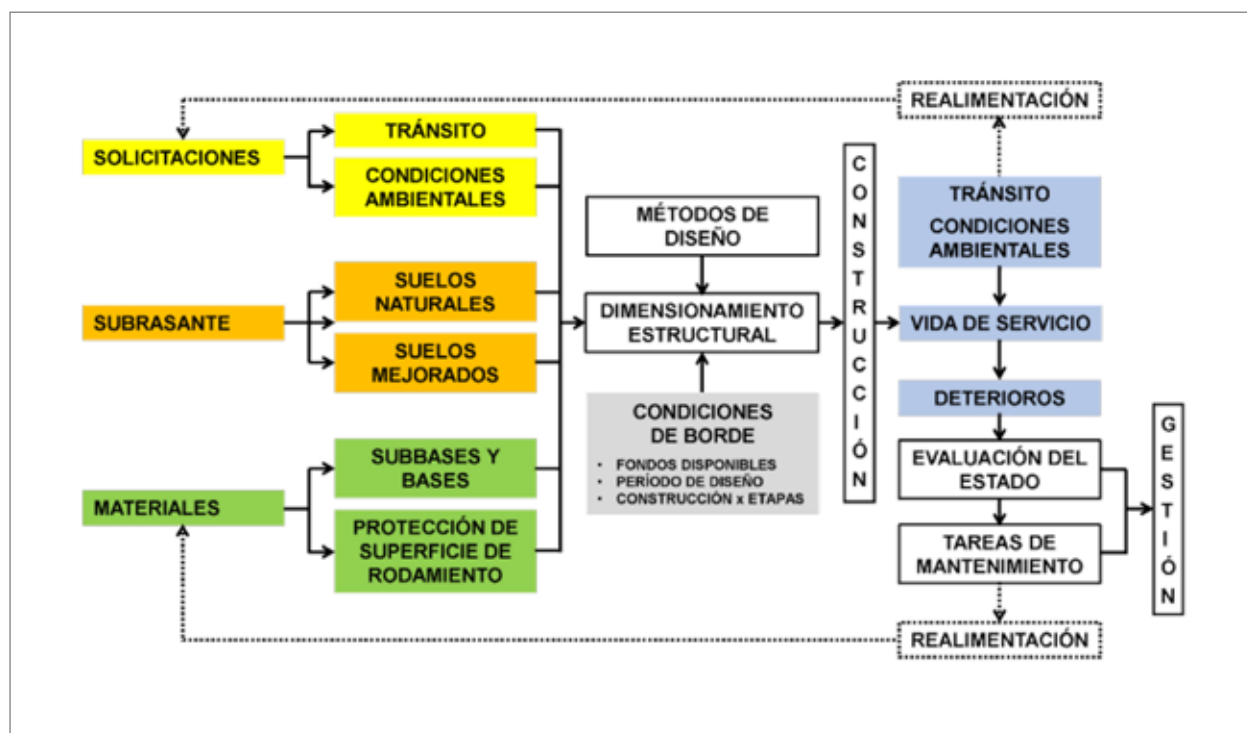 REALIMENTACIÓN
SOLICITACIONES
TRÁNSITO
CONDICIONES
AMBIENTALES
SUBRASANTE
SUELOS
NATURALES
SUELOS
MEJORADOS
MATERIALES
SUBBASES Y
BASES
PROTECCIÓN DE
SUPERFICIE DE
RODAMIENTO
MÉTODOS DE
DISEÑO
DIMENSIONAMIENTO
ESTRUCTURAL
CONDICIONES
DE BORDE
• FONDOS DISPONIBLES
• PERÍODO DE DISEÑO
• CONSTRUCCIÓN x ETAPAS
CONSTRUCCIÓN
TRÁNSITO
CONDICIONES
AMBIENTALES
VIDA DE SERVICIO
DETERIOROS
EVALUACIÓN DEL
ESTADO
TAREAS DE
MANTENIMIENTO
GESTIÓN
REALIMENTACIÓN